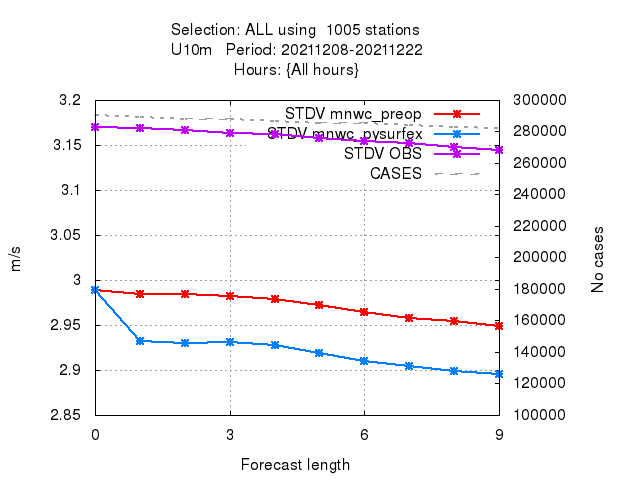 Selection: ALL using  1005 stations
U10m   Period: 20211208-20211222
Hours: {All hours}
3.2
3.15
3.1
3.05
3
2.95
2.9
2.85
300000
280000
260000
240000
220000
200000
180000
160000
140000
120000
100000
STDV mnwc_preop
STDV mnwc_pysurfex
STDV OBS
CASES
m/s
No cases
0
3
6
9
Forecast length